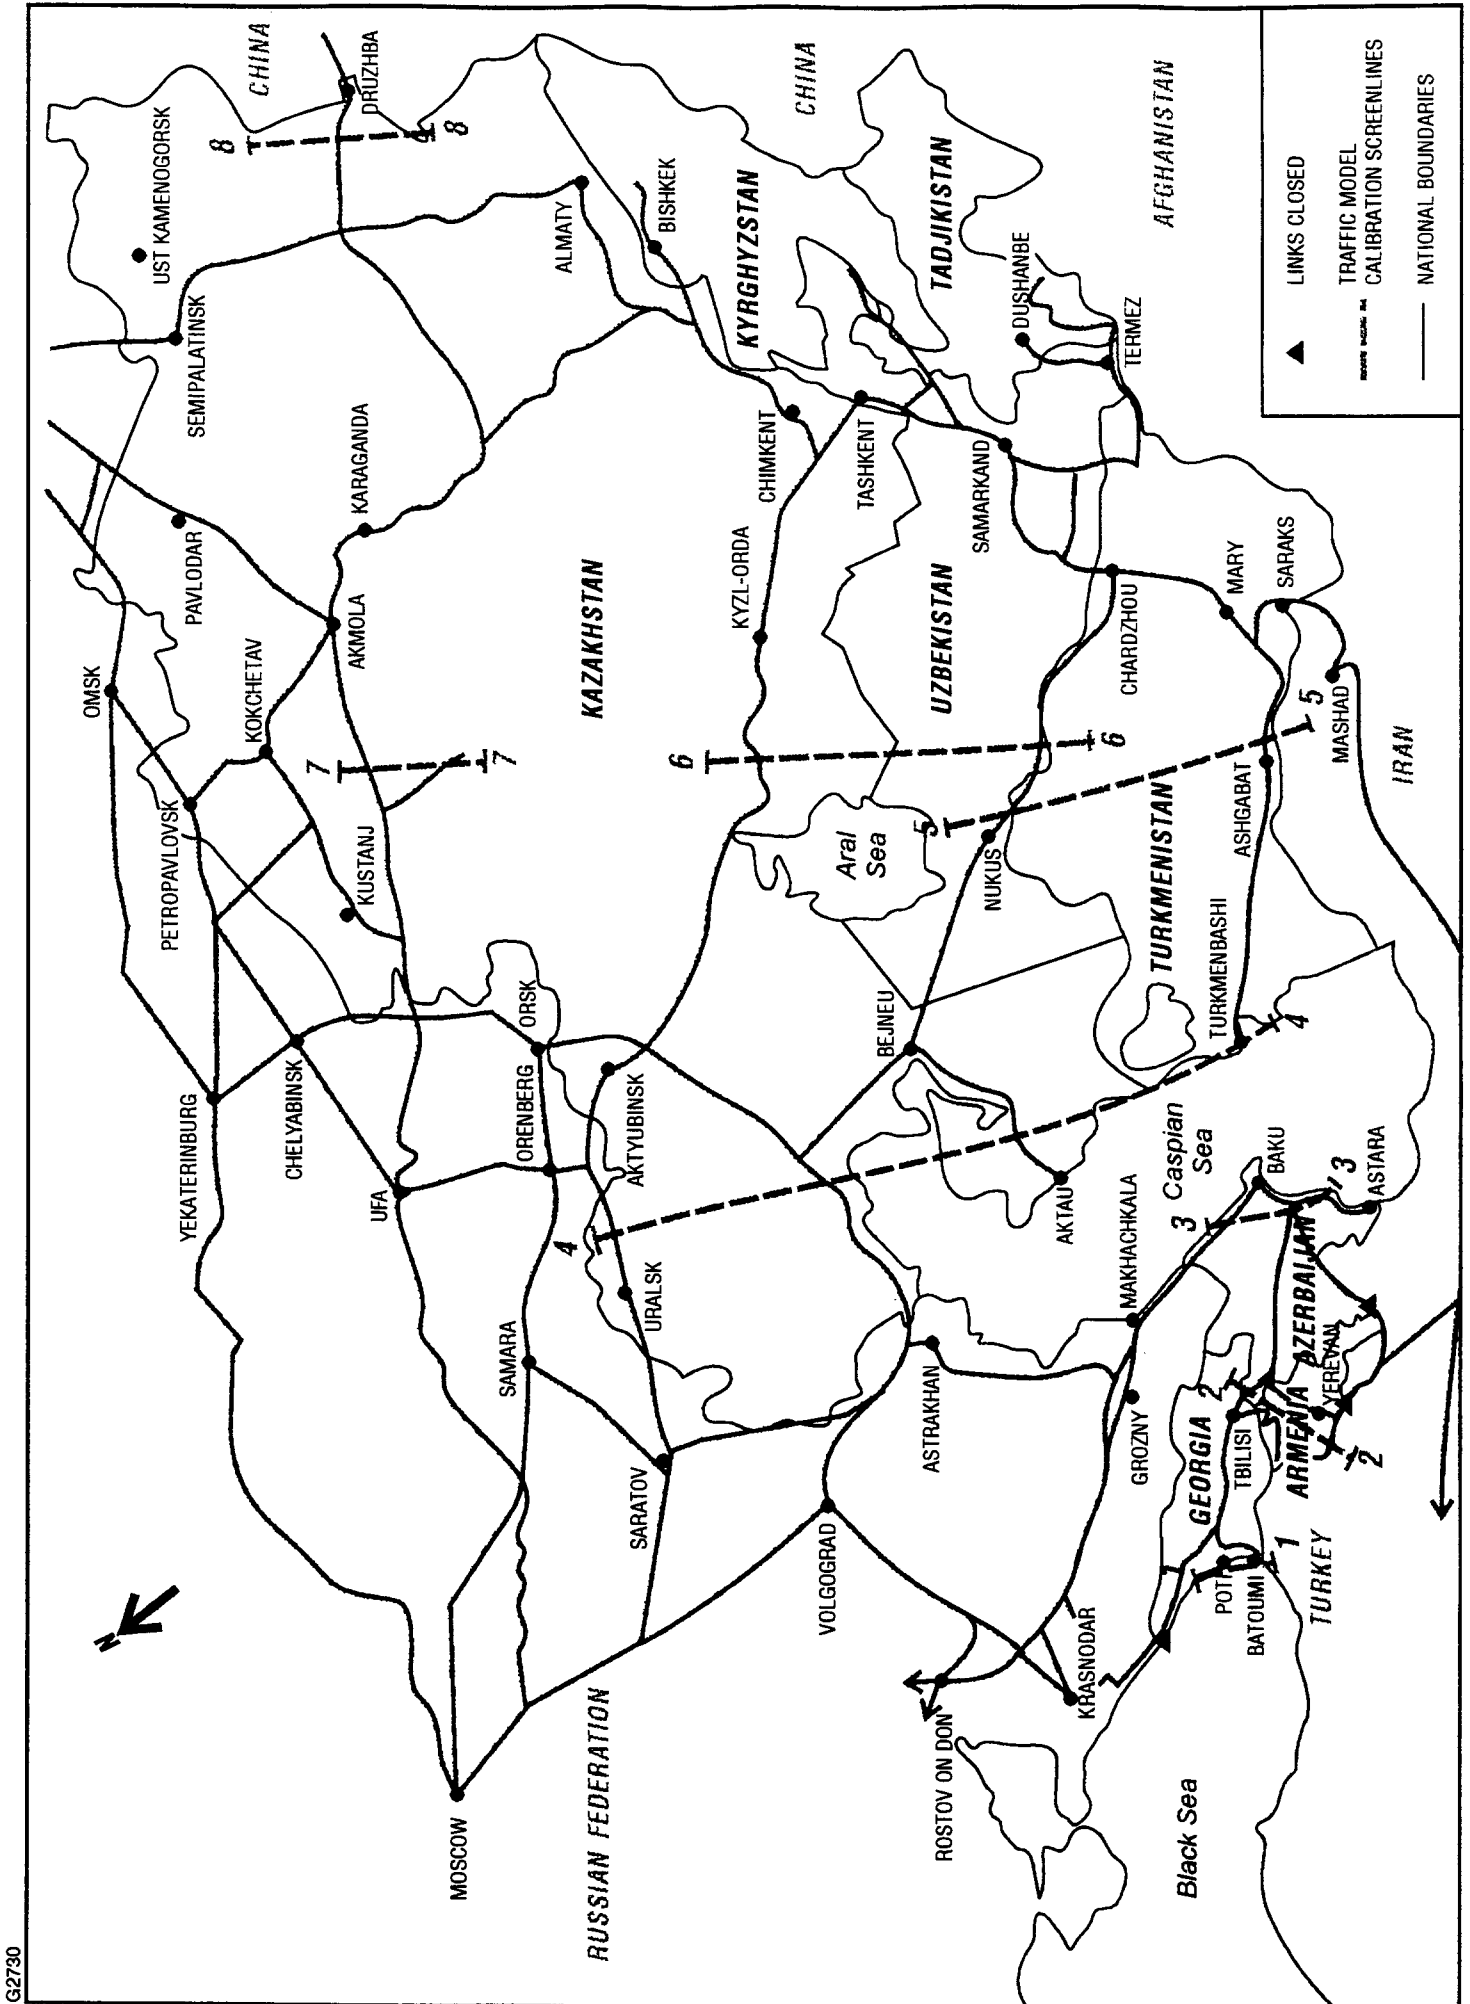 G2730
CHINA
DRUZHBA
8
8
UST KAMENOGORSK
SEMIPALATINSK
ALMATY
BISHKEK
CHINA
KYRGHYZSTAN
TADJIKISTAN
AFGHANISTAN
DUSHANBE
TERMEZ
PAVLODAR
KARAGANDA
CHIMKENT
TASHKENT
SAMARKAND
OMSK
KOKCHETAV
AKMOLA
KAZAKHSTAN
KYZL-ORDA
UZBEKISTAN
CHARDZHOU
MARY
SARAKS
PETROPAVLOVSK
KUSTANJ
7
7
6
6
5
5
Aral
Sea
NUKUS
TURKMENISTAN
ASHGABAT
MASHAD
IRAN
YEKATERINBURG
CHELYABINSK
UFA
ORSK
ORENBERG
AKTYUBINSK
BEJNEU
TURKMENBASHI
4
4
SAMARA
URALSK
AKTAU
Caspian
Sea
MAKHACHKALA
BAKU
3
3
ASTARA
SARATOV
ASTRAKHAN
GROZNY
GEORGIA
TBILISI
ARMENIA
AZERBAIJAN
YEREVAN
2
2
MOSCOW
RUSSIAN FEDERATION
VOLGOGRAD
ROSTOV ON DON
KRASNODAR
POTI
BATOUMI
1
TURKEY
Black Sea
N
LINKS CLOSED
TRAFFIC MODEL
CALIBRATION SCREENLINES
NATIONAL BOUNDARIES